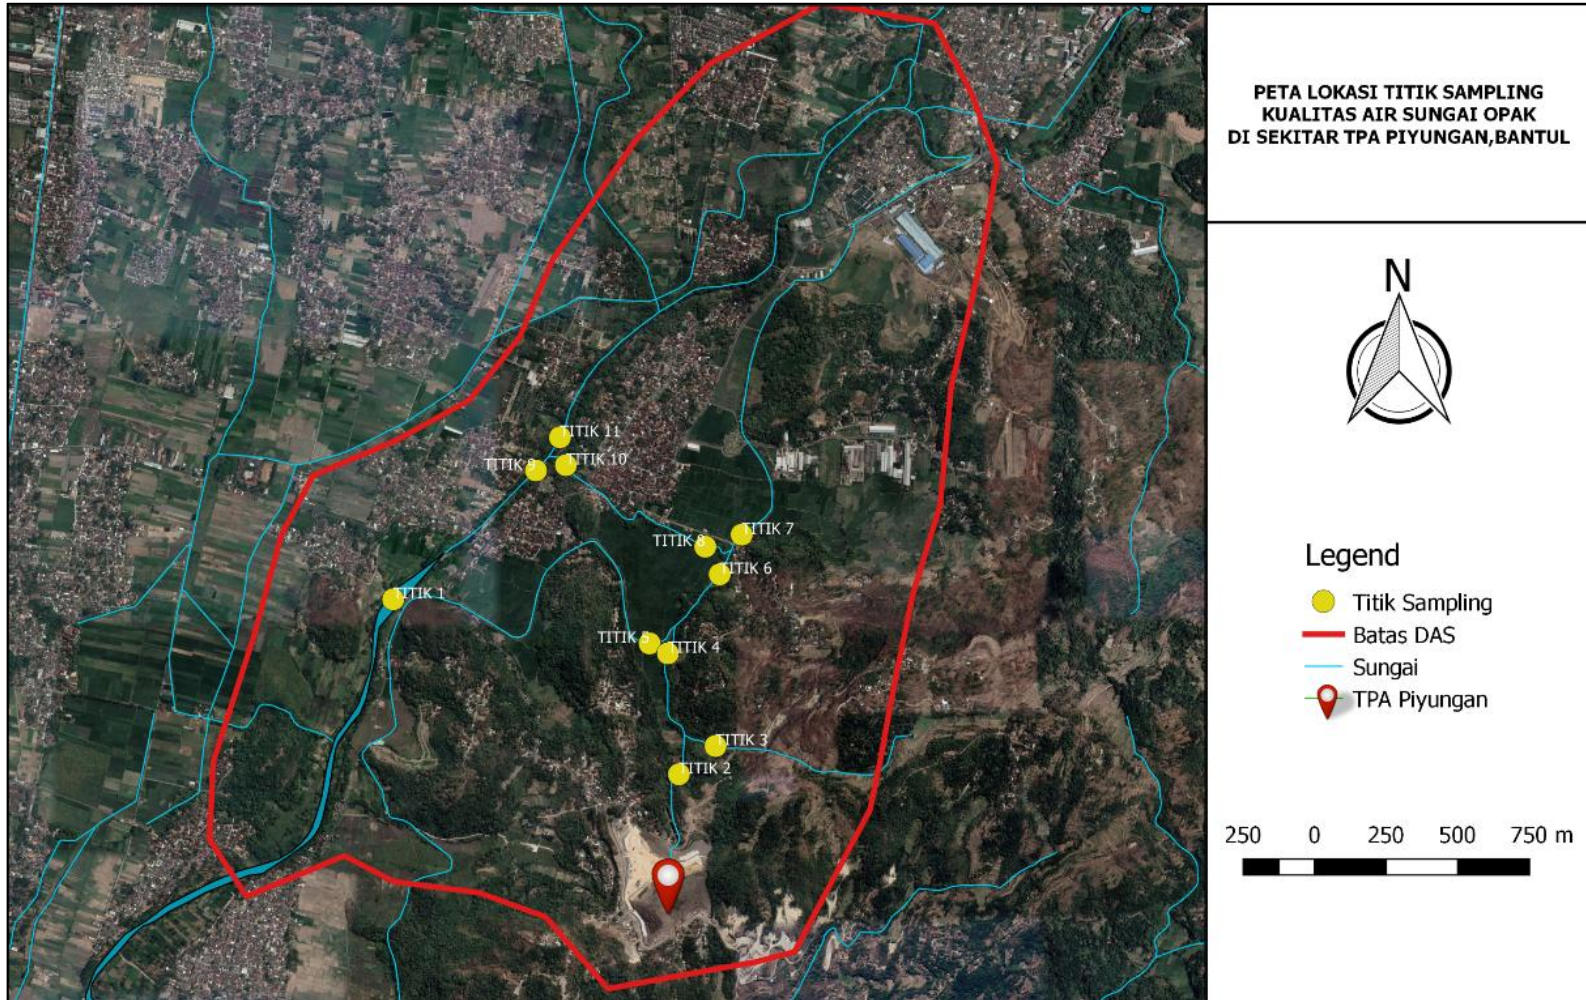 PETA LOKASI TITIK SAMPLING
KUALITAS AIR SUNGAI OPAK
DI SEKITAR TPA PIYUNGAN,BANTUL
N
TITIK 11
TITIK 9
TITIK 10
TITIK 7
TITIK 8
TITIK 6
TITIK 1
TITIK 5
TITIK 4
TITIK 3
TITIK 2
Legend
Titik Sampling
Batas DAS
Sungai
TPA Piyungan
250 0 250 500 750 m